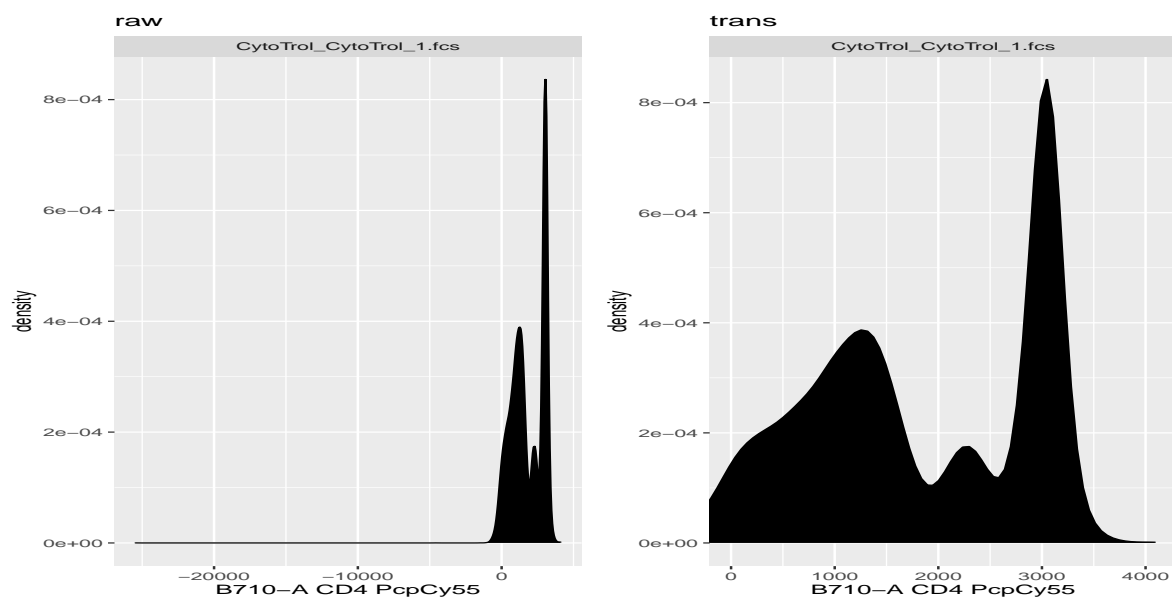 raw
CytoTrol_CytoTrol_1.fcs
8e−04
6e−04
4e−04
2e−04
0e+00
density
−20000 −10000 0
B710−A CD4 PcpCy55
trans
CytoTrol_CytoTrol_1.fcs
8e−04
6e−04
4e−04
2e−04
0e+00
density
0 1000 2000 3000 4000
B710−A CD4 PcpCy55